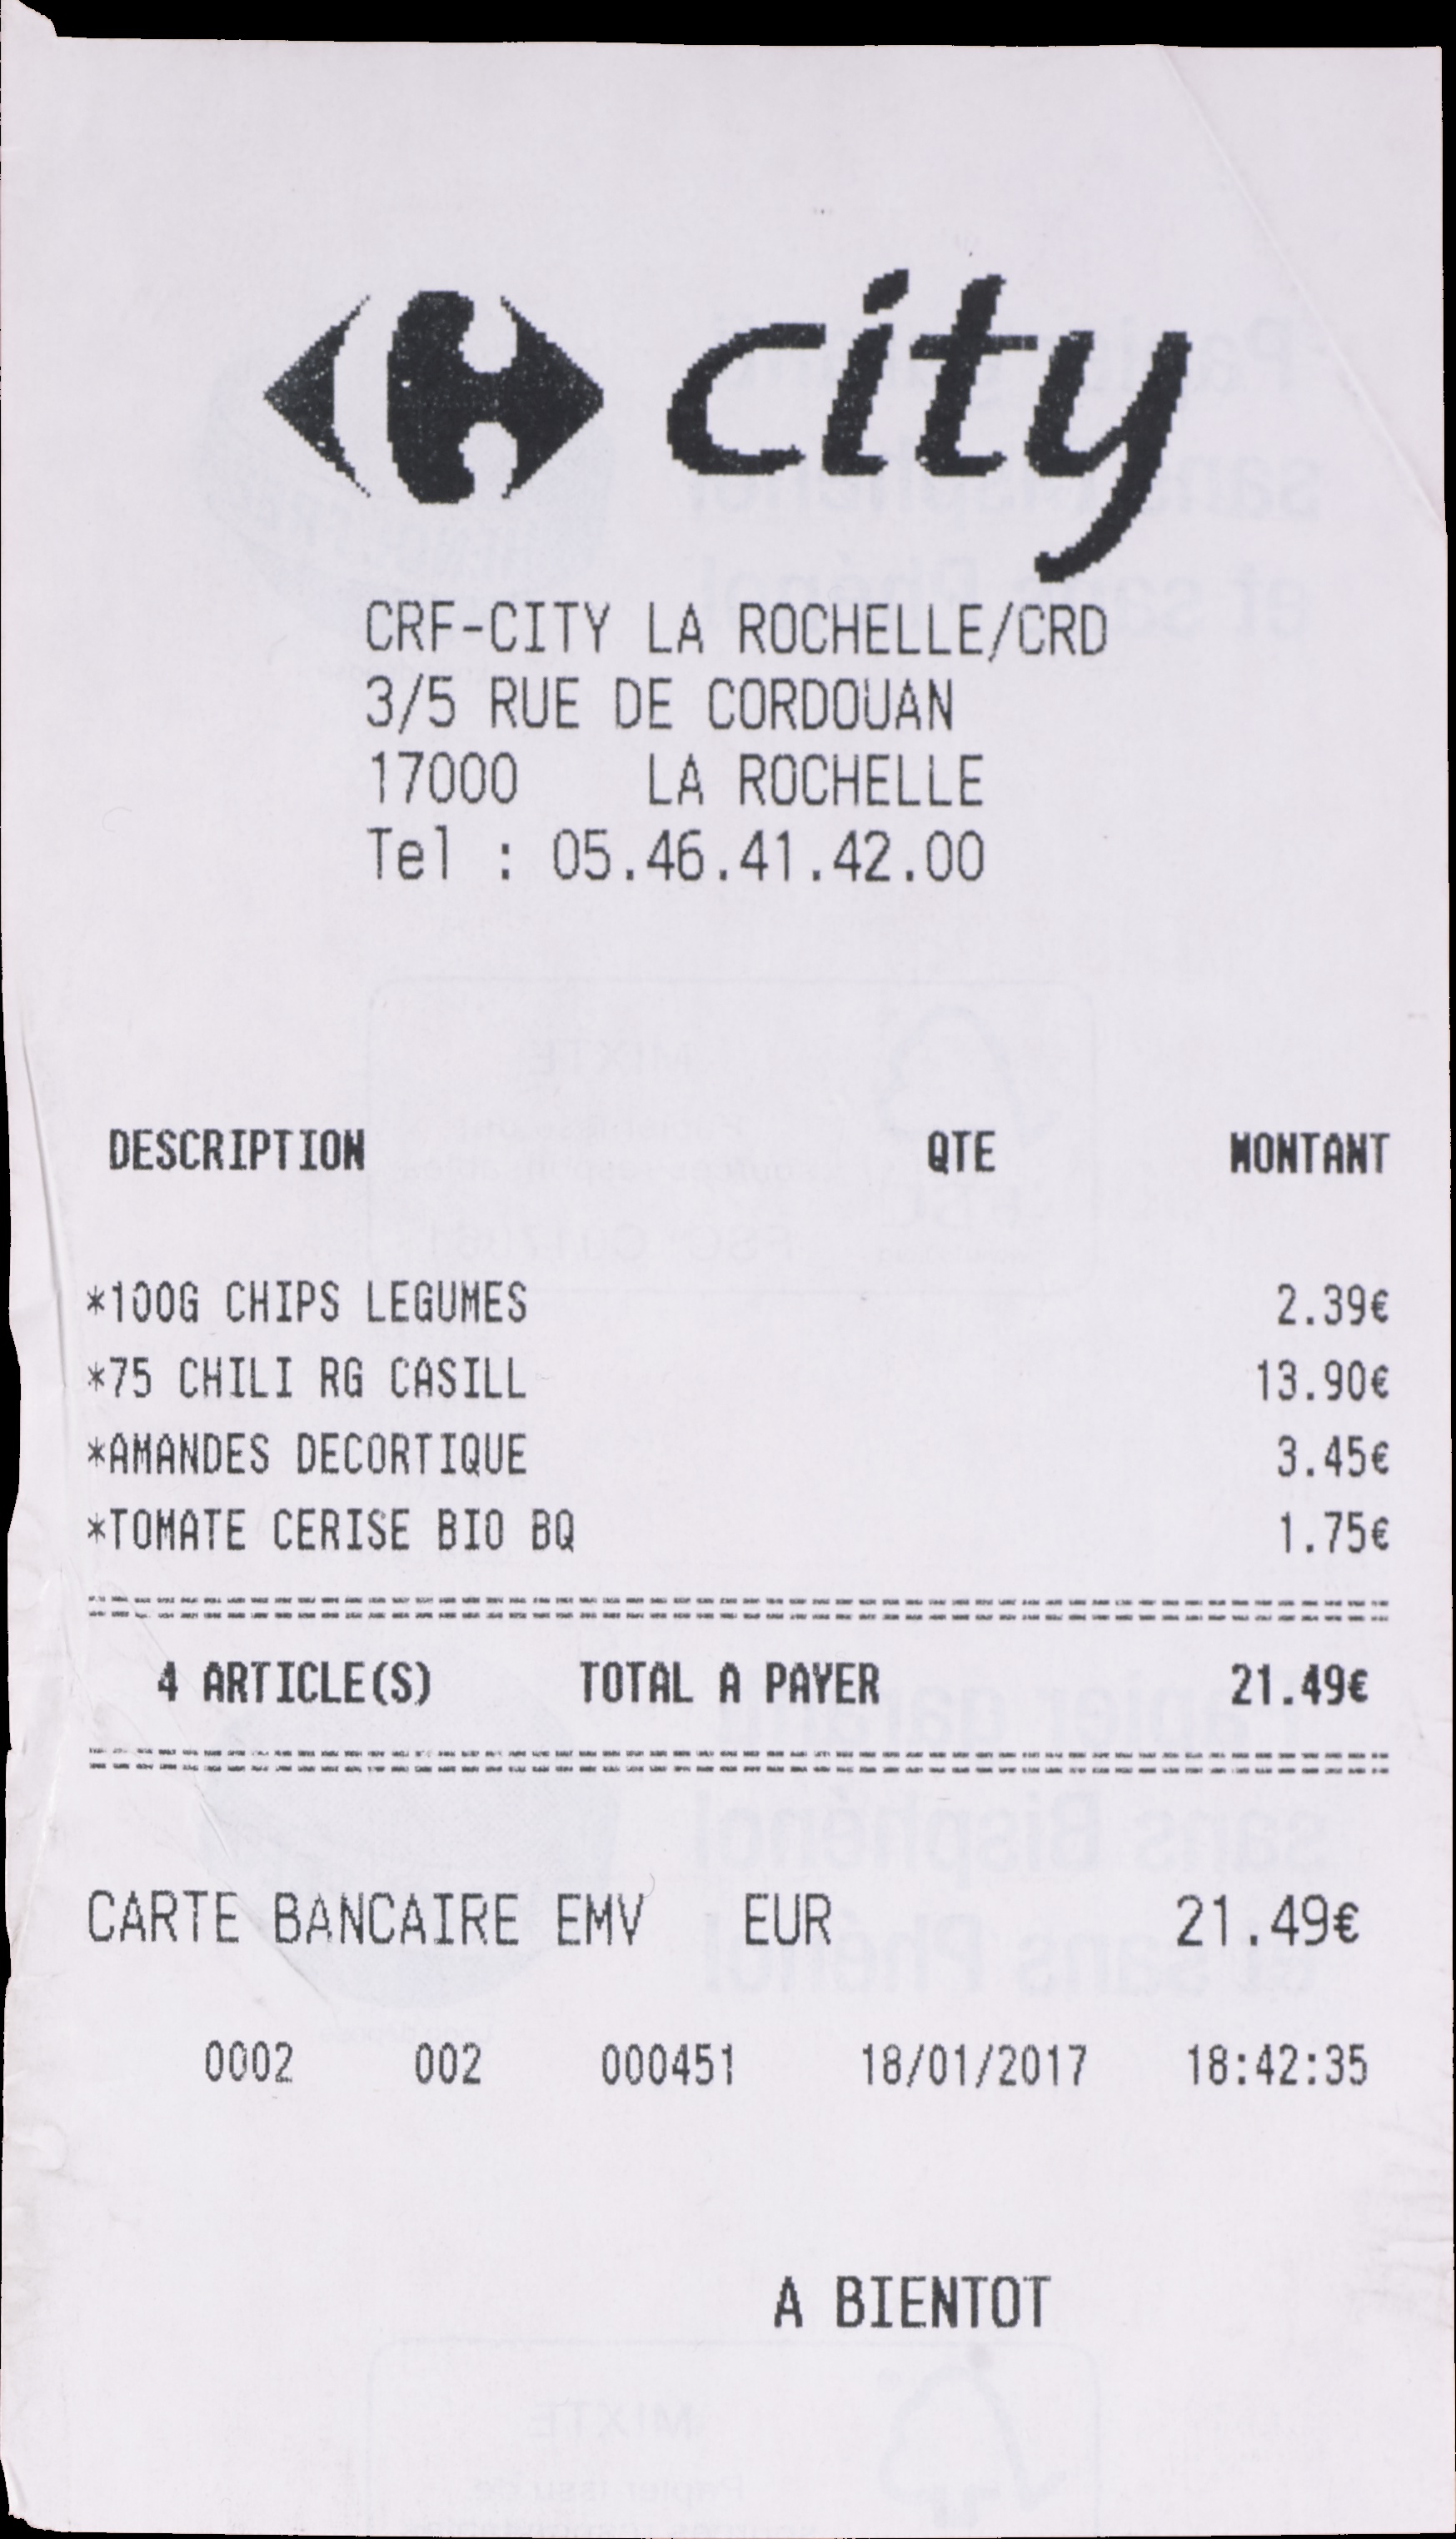 city
CRF-CITY LA ROCHELLE/CRD
3/5 RUE DE CORDOUAN
17000 LA ROCHELLE
Tel : 05.46.41.42.00
DESCRIPTION QTE MONTANT
*100G CHIPS LEGUMES 2.39€
*75 CHILI RG CASILL 13.90€
*AMANDES DECORTIQUE 3.45€
*TOMATE CERISE BIO BQ 1.75€
4 ARTICLE(S) TOTAL A PAYER 21.49€
CARTE BANCAIRE EMV EUR 21.49€
0002 002 000451 18/01/2017 18:42:35
A BIENTOT